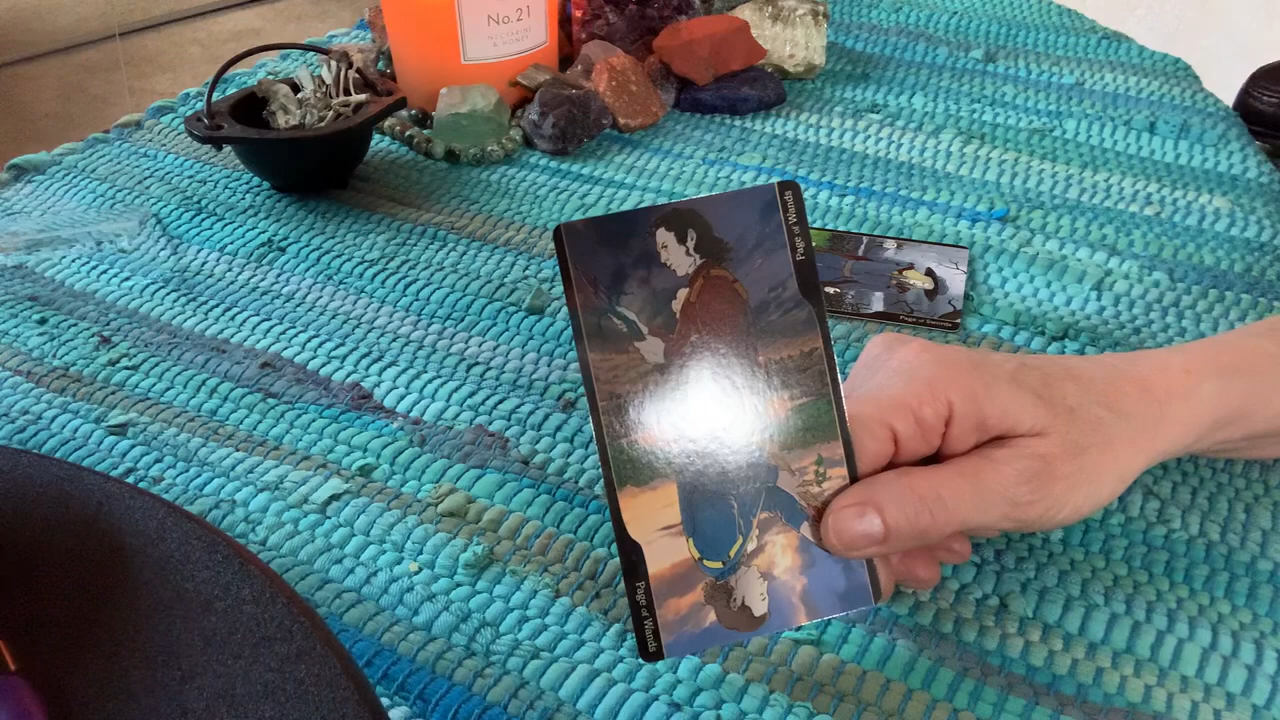 No.21
NECTARINE
& HONEY
Page of Wands
Page of Swords
Page of Wands